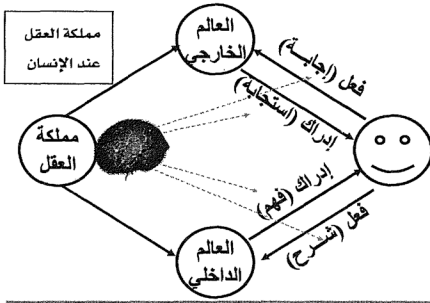 مملكة العقل
عند الإنسان
العالم
الخارجي
فعل (إجابة)
إدراك (استجابة)
مملكة
العقل
إدراك (فهم)
فعل (شرح)
العالم
الداخلي